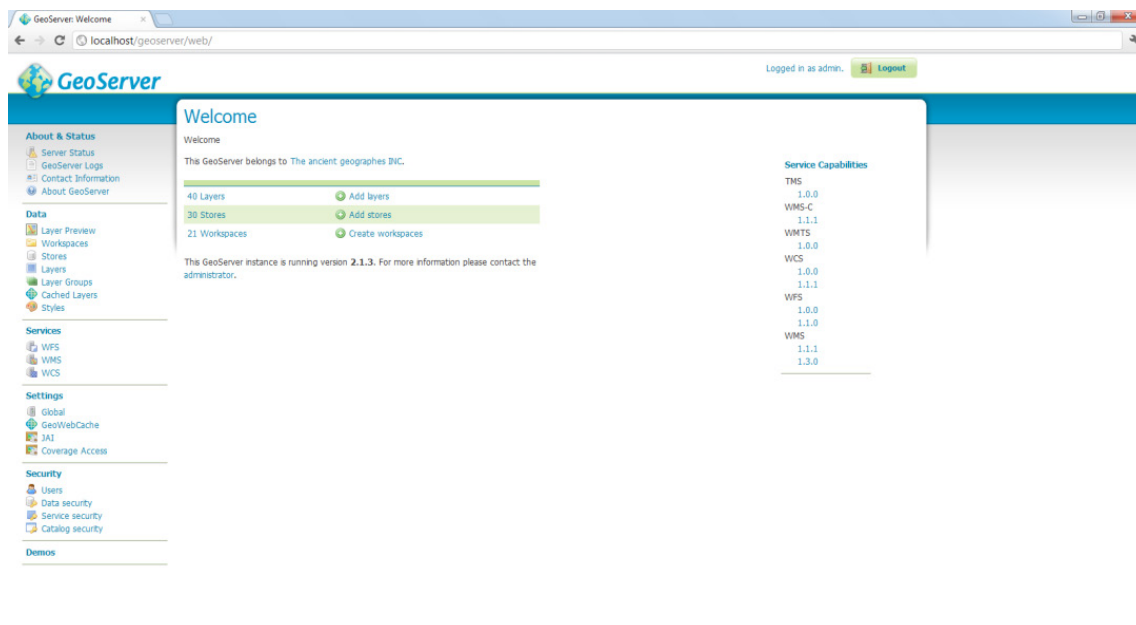 GeoServer: Welcome
localhost/geoserver/web/
GeoServer
Logged in as admin.
Logout
About & Status
Server Status
GeoServer Logs
Contact Information
About GeoServer
Data
Layer Preview
Workspaces
Stores
Layers
Layer Groups
Cached Layers
Styles
Services
WFS
WMS
WCS
Settings
Global
GeoWebCache
JAI
Coverage Access
Security
Users
Data security
Service security
Catalog security
Demos
Welcome
Welcome
This GeoServer belongs to The ancient geographes INC.
40 Layers Add layers
30 Stores Add stores
21 Workspaces Create workspaces
This GeoServer instance is running version 2.1.3. For more information please contact the
administrator.
Service Capabilities
TMS
1.0.0
WMS-C
1.1.1
WMTS
1.0.0
WCS
1.0.0
1.1.1
WFS
1.0.0
1.1.0
WMS
1.1.1
1.3.0